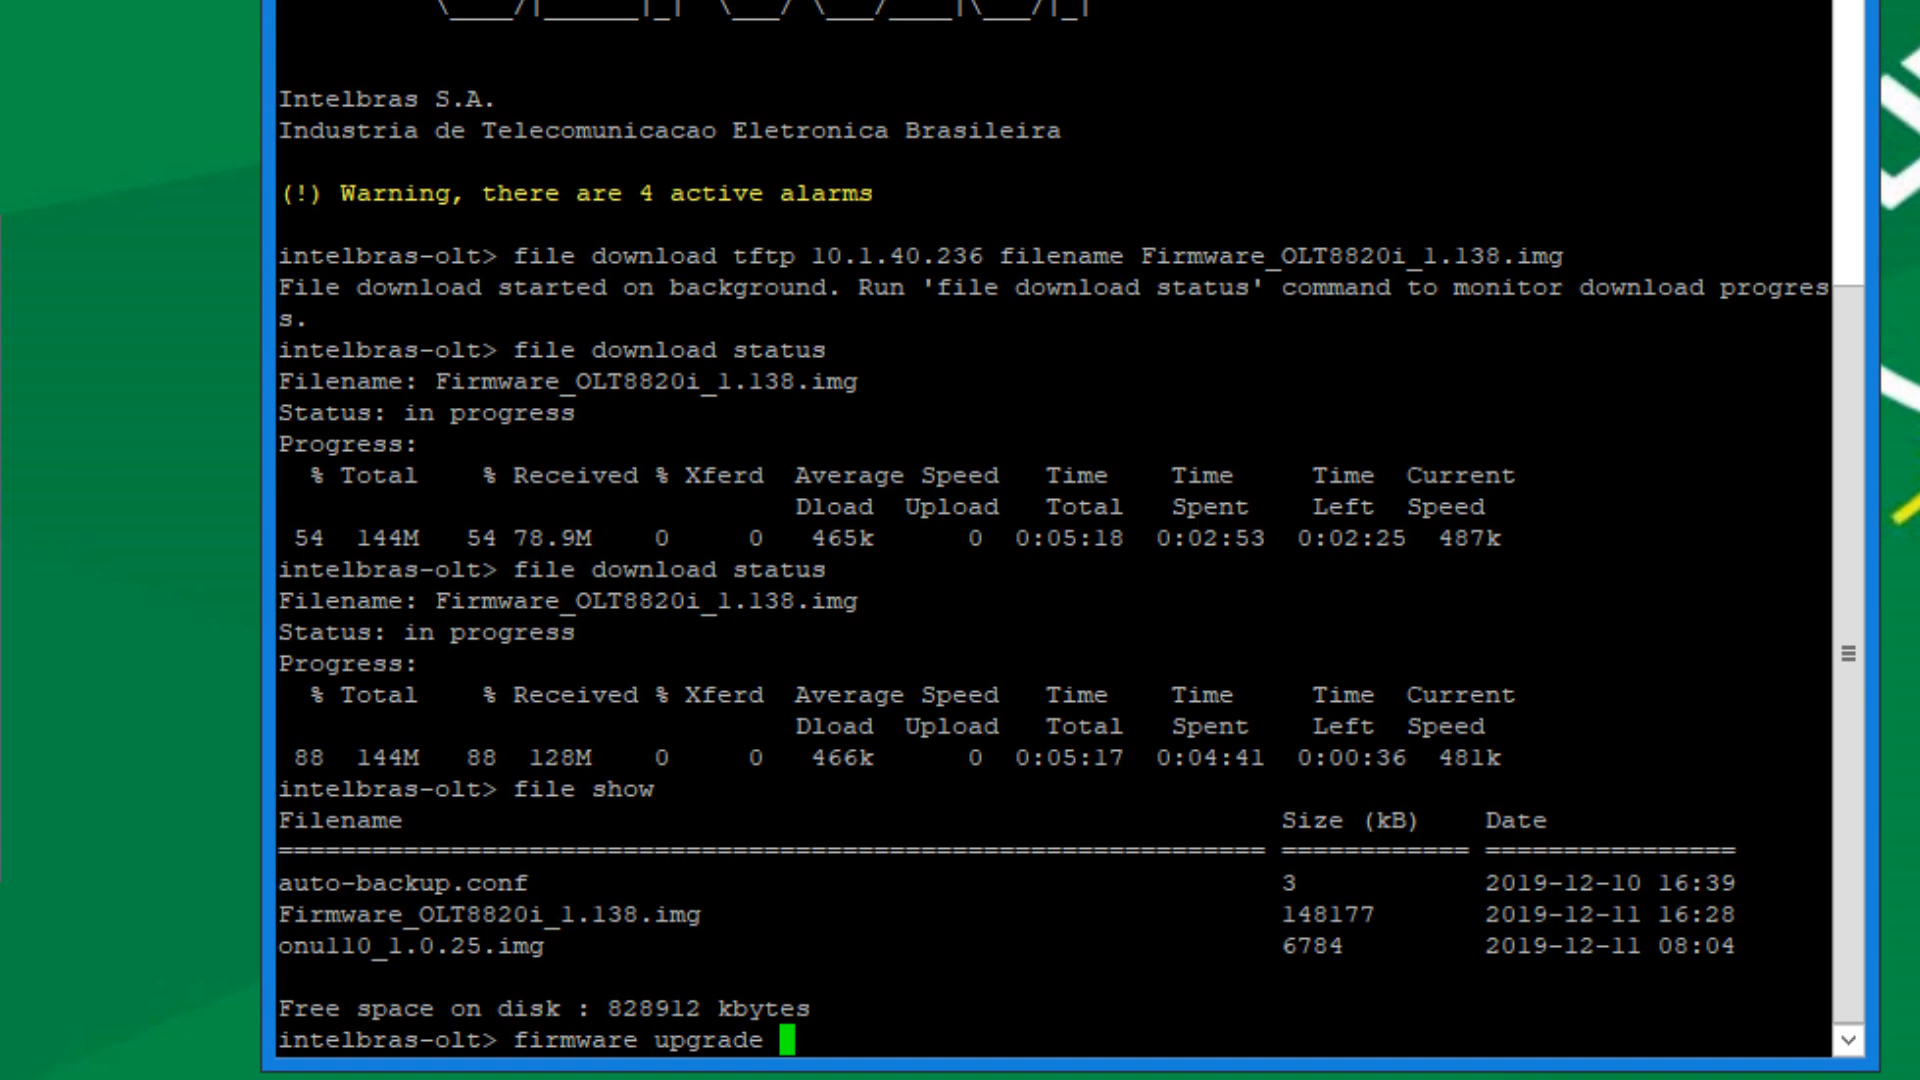 Intelbras S.A.
Industria de Telecomunicacao Eletronica Brasileira
(!) Warning, there are 4 active alarms
intelbras-olt> file download tftp 10.1.40.236 filename Firmware_OLT8820i_1.138.img
File download started on background. Run 'file download status' command to monitor download progres
s.
intelbras-olt> file download status
Filename: Firmware_OLT8820i_1.138.img
Status: in progress
Progress:
% Total % Received % Xferd Average Speed Time Time Time Current
Dload Upload Total Spent Left Speed
54 144M 54 78.9M 0 0 465k 0 0:05:18 0:02:53 0:02:25 487k
intelbras-olt> file download status
Filename: Firmware_OLT8820i_1.138.img
Status: in progress
Progress:
% Total % Received % Xferd Average Speed Time Time Time Current
Dload Upload Total Spent Left Speed
88 144M 88 128M 0 0 466k 0 0:05:17 0:04:41 0:00:36 481k
intelbras-olt> file show
Filename Size (kB) Date
=============================================================== ============ ================
auto-backup.conf 3 2019-12-10 16:39
Firmware_OLT8820i_1.138.img 148177 2019-12-11 16:28
onu110_1.0.25.img 6784 2019-12-11 08:04
Free space on disk : 828912 kbytes
intelbras-olt> firmware upgrade